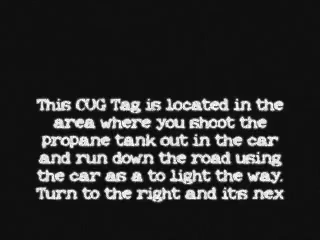 This COG Tag is located in the
area where you shoot the
propane tank out in the car
and run down the road using
the car as a to light the way.
Turn to the right and its nex